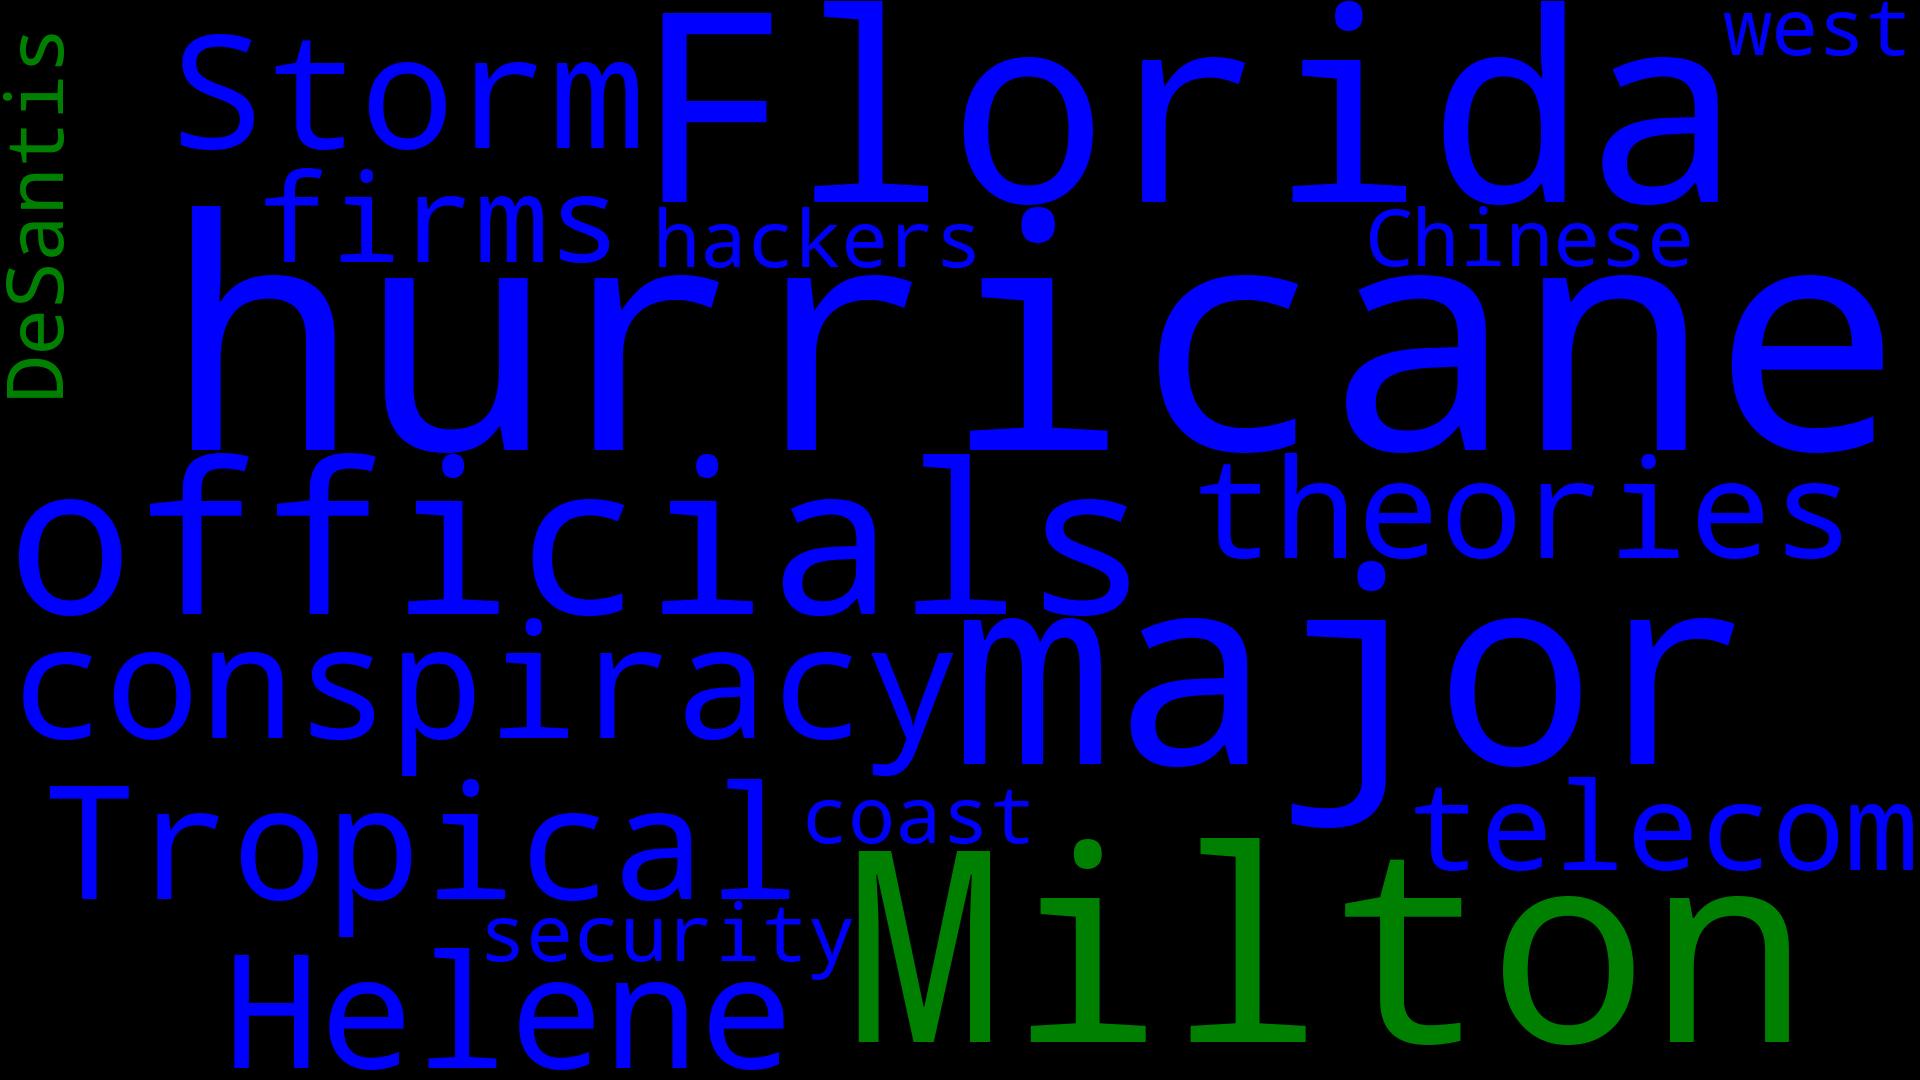 DeSantis
Storm
Florida
west
firms
hackers
Chinese
hurricane
officials
theories
conspiracy
major
Tropical
coast
telecom
security
Milton
Helene